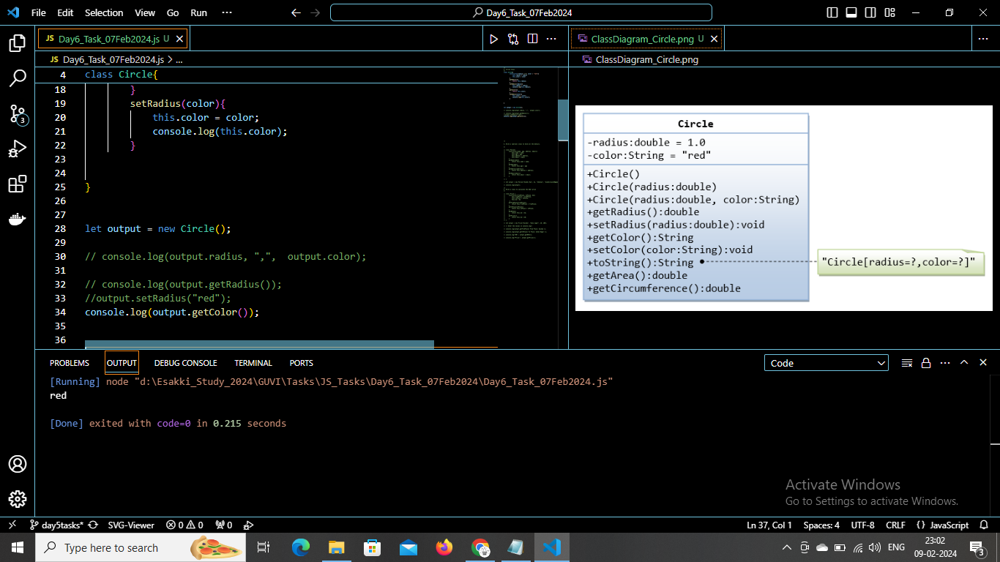 File Edit Selection View Go Run ··· Day6_Task_07Feb2024
JS Day6_Task_07Feb2024.js U
JS Day6_Task_07Feb2024.js > ...
4 class Circle{
18 }
19 setRadius(color){
20 this.color = color;
21 console.log(this.color);
22 }
23
24
25 }
26
27
28 let output = new Circle();
29
30 // console.log(output.radius, ",",  output.color);
31
32 // console.log(output.getRadius());
33 //output.setRadius("red");
34 console.log(output.getColor());
35
36
ClassDiagram_Circle.png U
ClassDiagram_Circle.png
Circle
-radius:double = 1.0
-color:String = "red"
+Circle()
+Circle(radius:double)
+Circle(radius:double, color:String)
+getRadius():double
+setRadius(radius:double):void
+getColor():String
+setColor(color:String):void
+toString():String
+getArea():double
+getCircumference():double
"Circle[radius=?,color=?]"
3
PROBLEMS OUTPUT DEBUG CONSOLE TERMINAL PORTS Code
[Running] node "d:\Esakki_Study_2024\GUVI\Tasks\JS_Tasks\Day6_Task_07Feb2024\Day6_Task_07Feb2024.js"
red
[Done] exited with code=0 in 0.215 seconds
Activate Windows
Go to Settings to activate Windows.
day5tasks* SVG-Viewer 0 0 0 Ln 37, Col 1 Spaces: 4 UTF-8 CRLF {} JavaScript
Type here to search ENG 23:02
09-02-2024 3